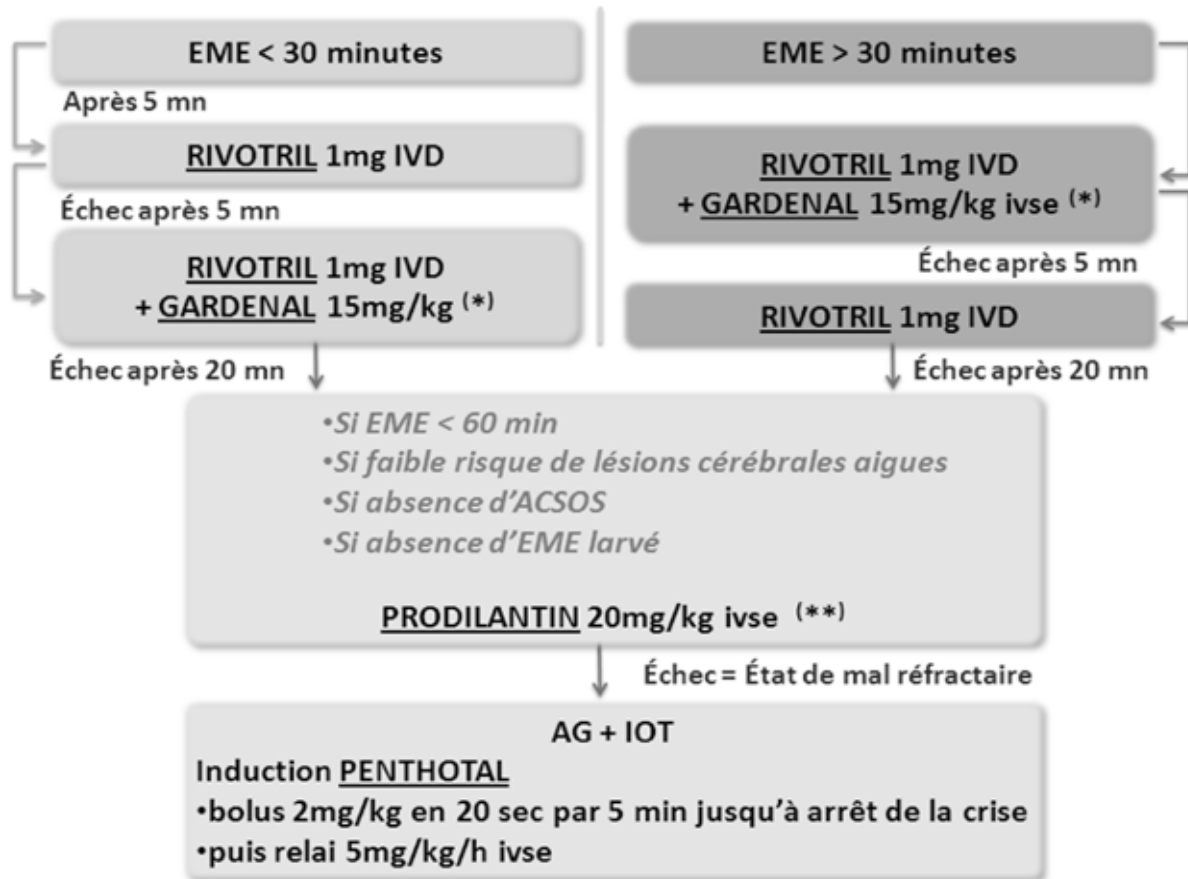 EME < 30 minutes
Après 5 mn
RIVOTRIL 1mg IVD
Échec après 5 mn
RIVOTRIL 1mg IVD
+ GARDENAL 15mg/kg (*)
Échec après 20 mn
EME > 30 minutes
RIVOTRIL 1mg IVD
+ GARDENAL 15mg/kg ivse (*)
Échec après 5 mn
RIVOTRIL 1mg IVD
Échec après 20 mn
•Si EME < 60 min
•Si faible risque de lésions cérébrales aigues
•Si absence d'ACSOS
•Si absence d'EME larvé
PRODILANTIN 20mg/kg ivse (**)
Échec = État de mal réfractaire
AG + IOT
Induction PENTHOTAL
•bolus 2mg/kg en 20 sec par 5 min jusqu'à arrêt de la crise
•puis relai 5mg/kg/h ivse